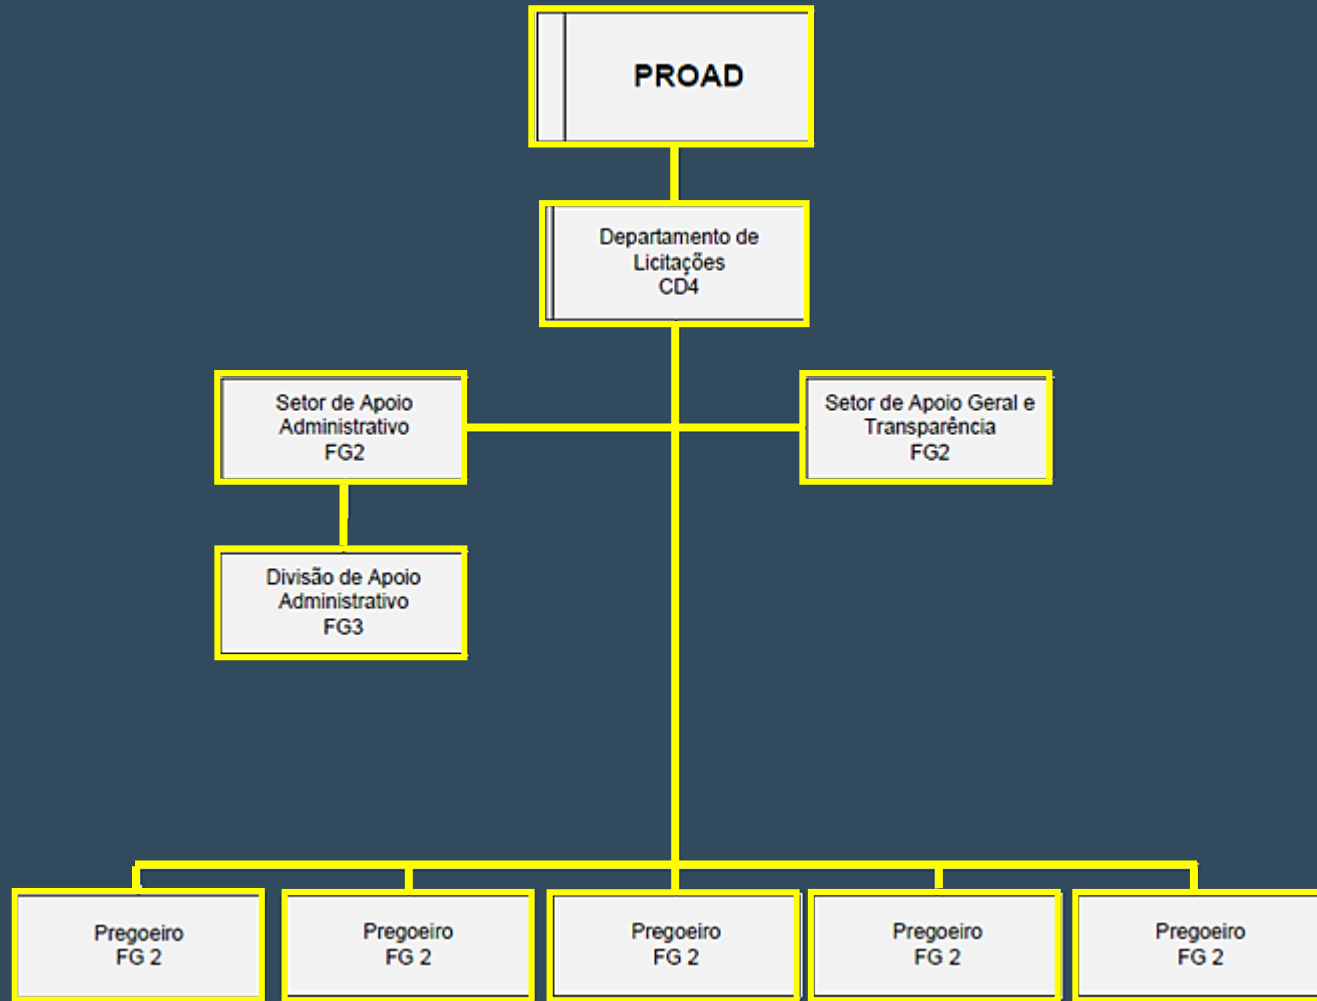 PROAD
Departamento de
Licitações
CD4
Setor de Apoio
Administrativo
FG2
Setor de Apoio Geral e
Transparência
FG2
Divisão de Apoio
Administrativo
FG3
Pregoeiro
FG 2
Pregoeiro
FG 2
Pregoeiro
FG 2
Pregoeiro
FG 2
Pregoeiro
FG 2